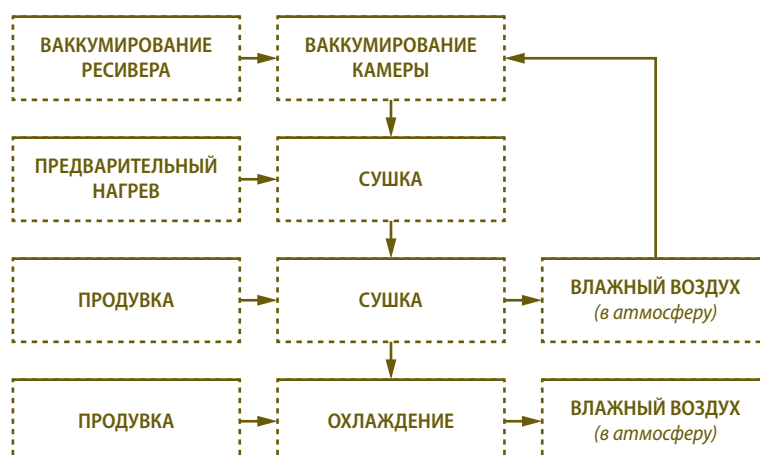 ВАККУМИРОВАНИЕ
РЕСИВЕРА
ВАККУМИРОВАНИЕ
КАМЕРЫ
ПРЕДВАРИТЕЛЬНЫЙ
НАГРЕВ
СУШКА
ПРОДУВКА
СУШКА
ВЛАЖНЫЙ ВОЗДУХ
(в атмосферу)
ПРОДУВКА
ОХЛАЖДЕНИЕ
ВЛАЖНЫЙ ВОЗДУХ
(в атмосферу)